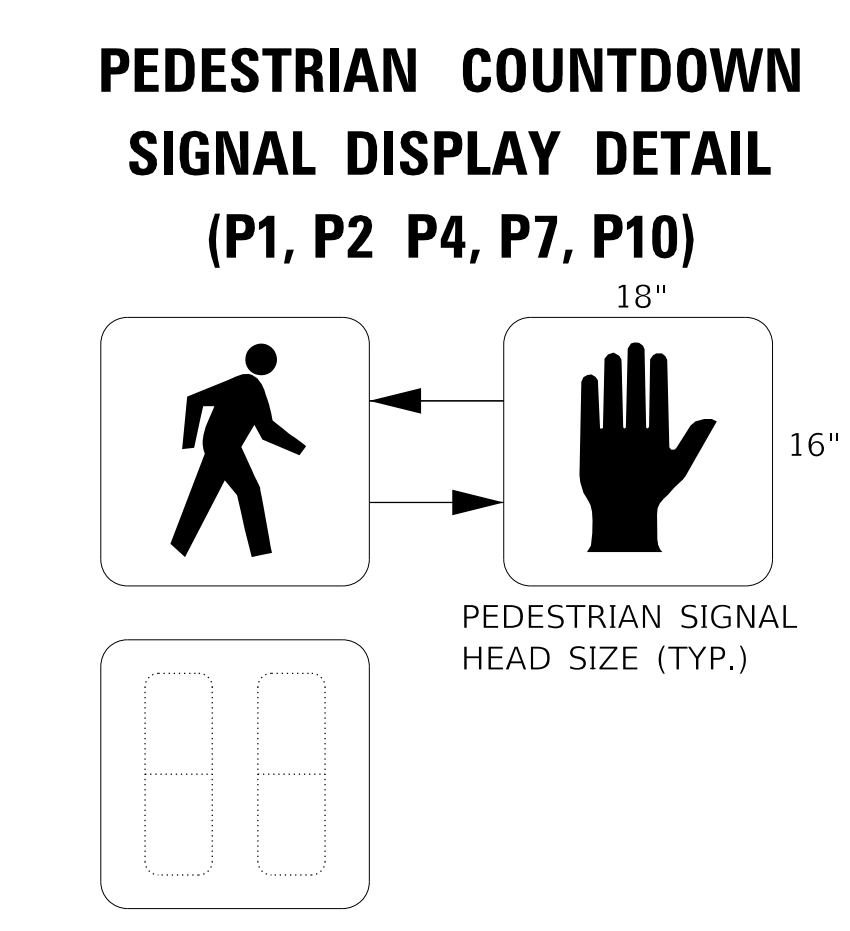 PEDESTRIAN COUNTDOWN
SIGNAL DISPLAY DETAIL
(P1, P2 P4, P7, P10)
18"
16"
PEDESTRIAN SIGNAL
HEAD SIZE (TYP.)